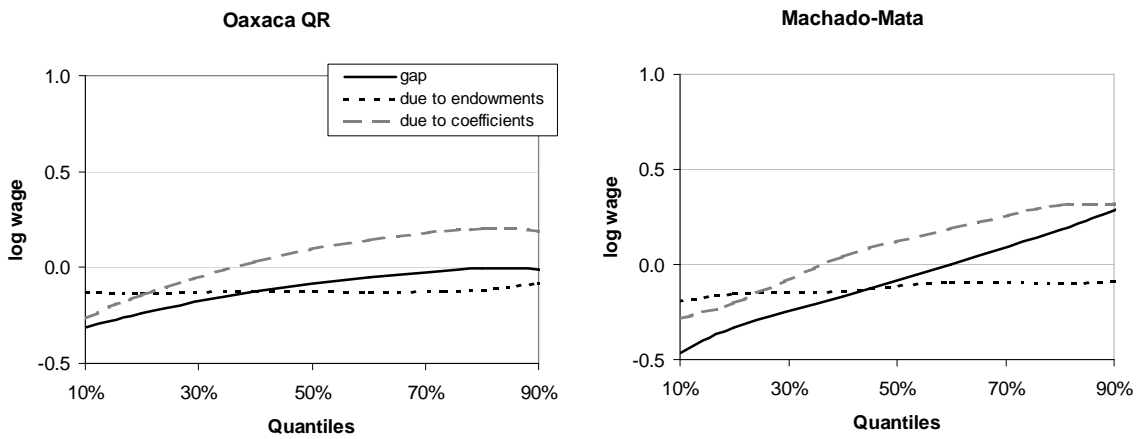 Oaxaca QR
1.0
0.5
0.0
-0.5
log wage
10%
30%
50%
70%
90%
Quantiles
gap
due to endowments
due to coefficients
Machado-Mata
1.0
0.5
0.0
-0.5
log wage
10%
30%
50%
70%
90%
Quantiles